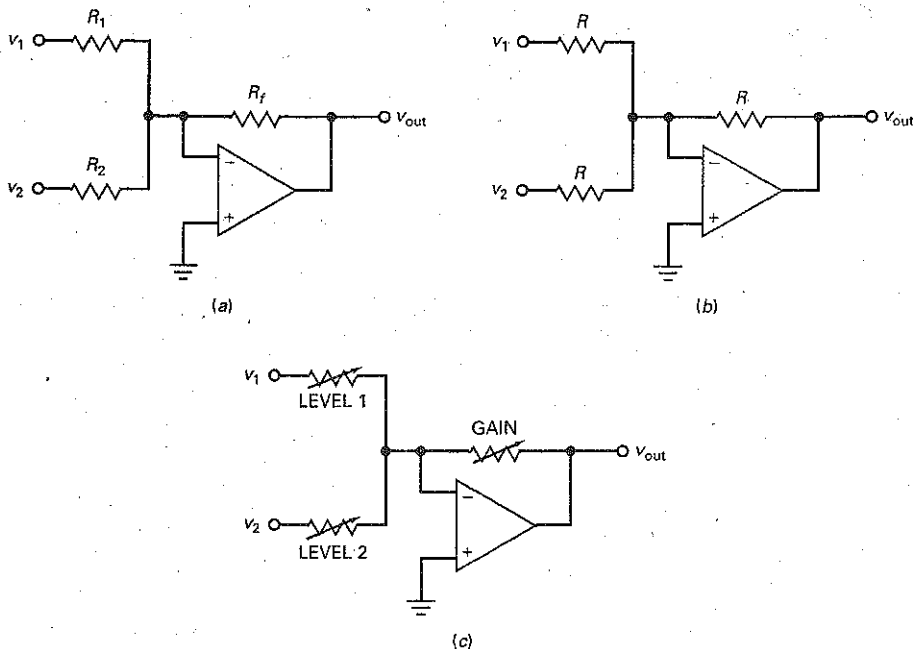 R1
v1
Rf
vout
R2
v2
−
+
(a)
R
v1
R
vout
R
v2
−
+
(b)
v1
LEVEL 1
GAIN
vout
v2
LEVEL 2
−
+
(c)